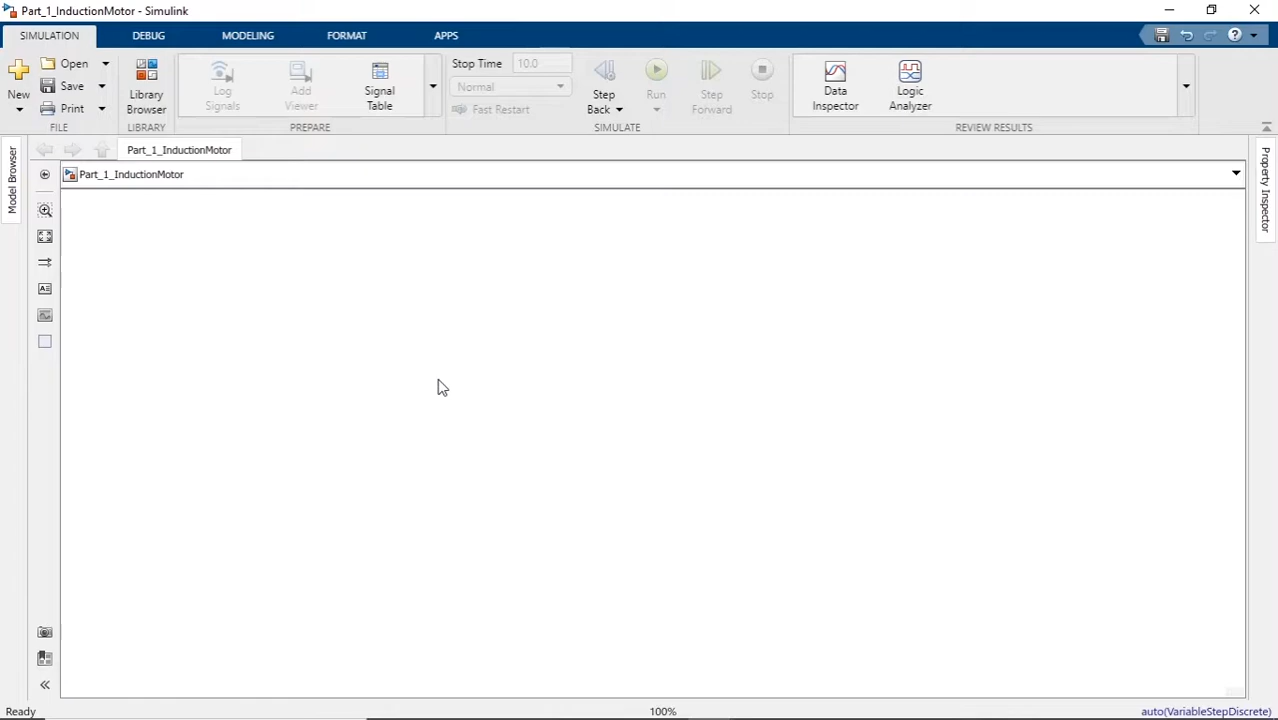 Part_1_InductionMotor - Simulink
SIMULATION DEBUG MODELING FORMAT APPS
New
Open
Save
Print
FILE
Library Browser
LIBRARY
Log Signals
Add Viewer
Signal Table
PREPARE
Stop Time 10.0
Normal
Fast Restart
Step Back
Run
Step Forward
Stop
SIMULATE
Data Inspector
Logic Analyzer
REVIEW RESULTS
Model Browser
Part_1_InductionMotor
Part_1_InductionMotor
Property Inspector
Ready 100% auto(VariableStepDiscrete)